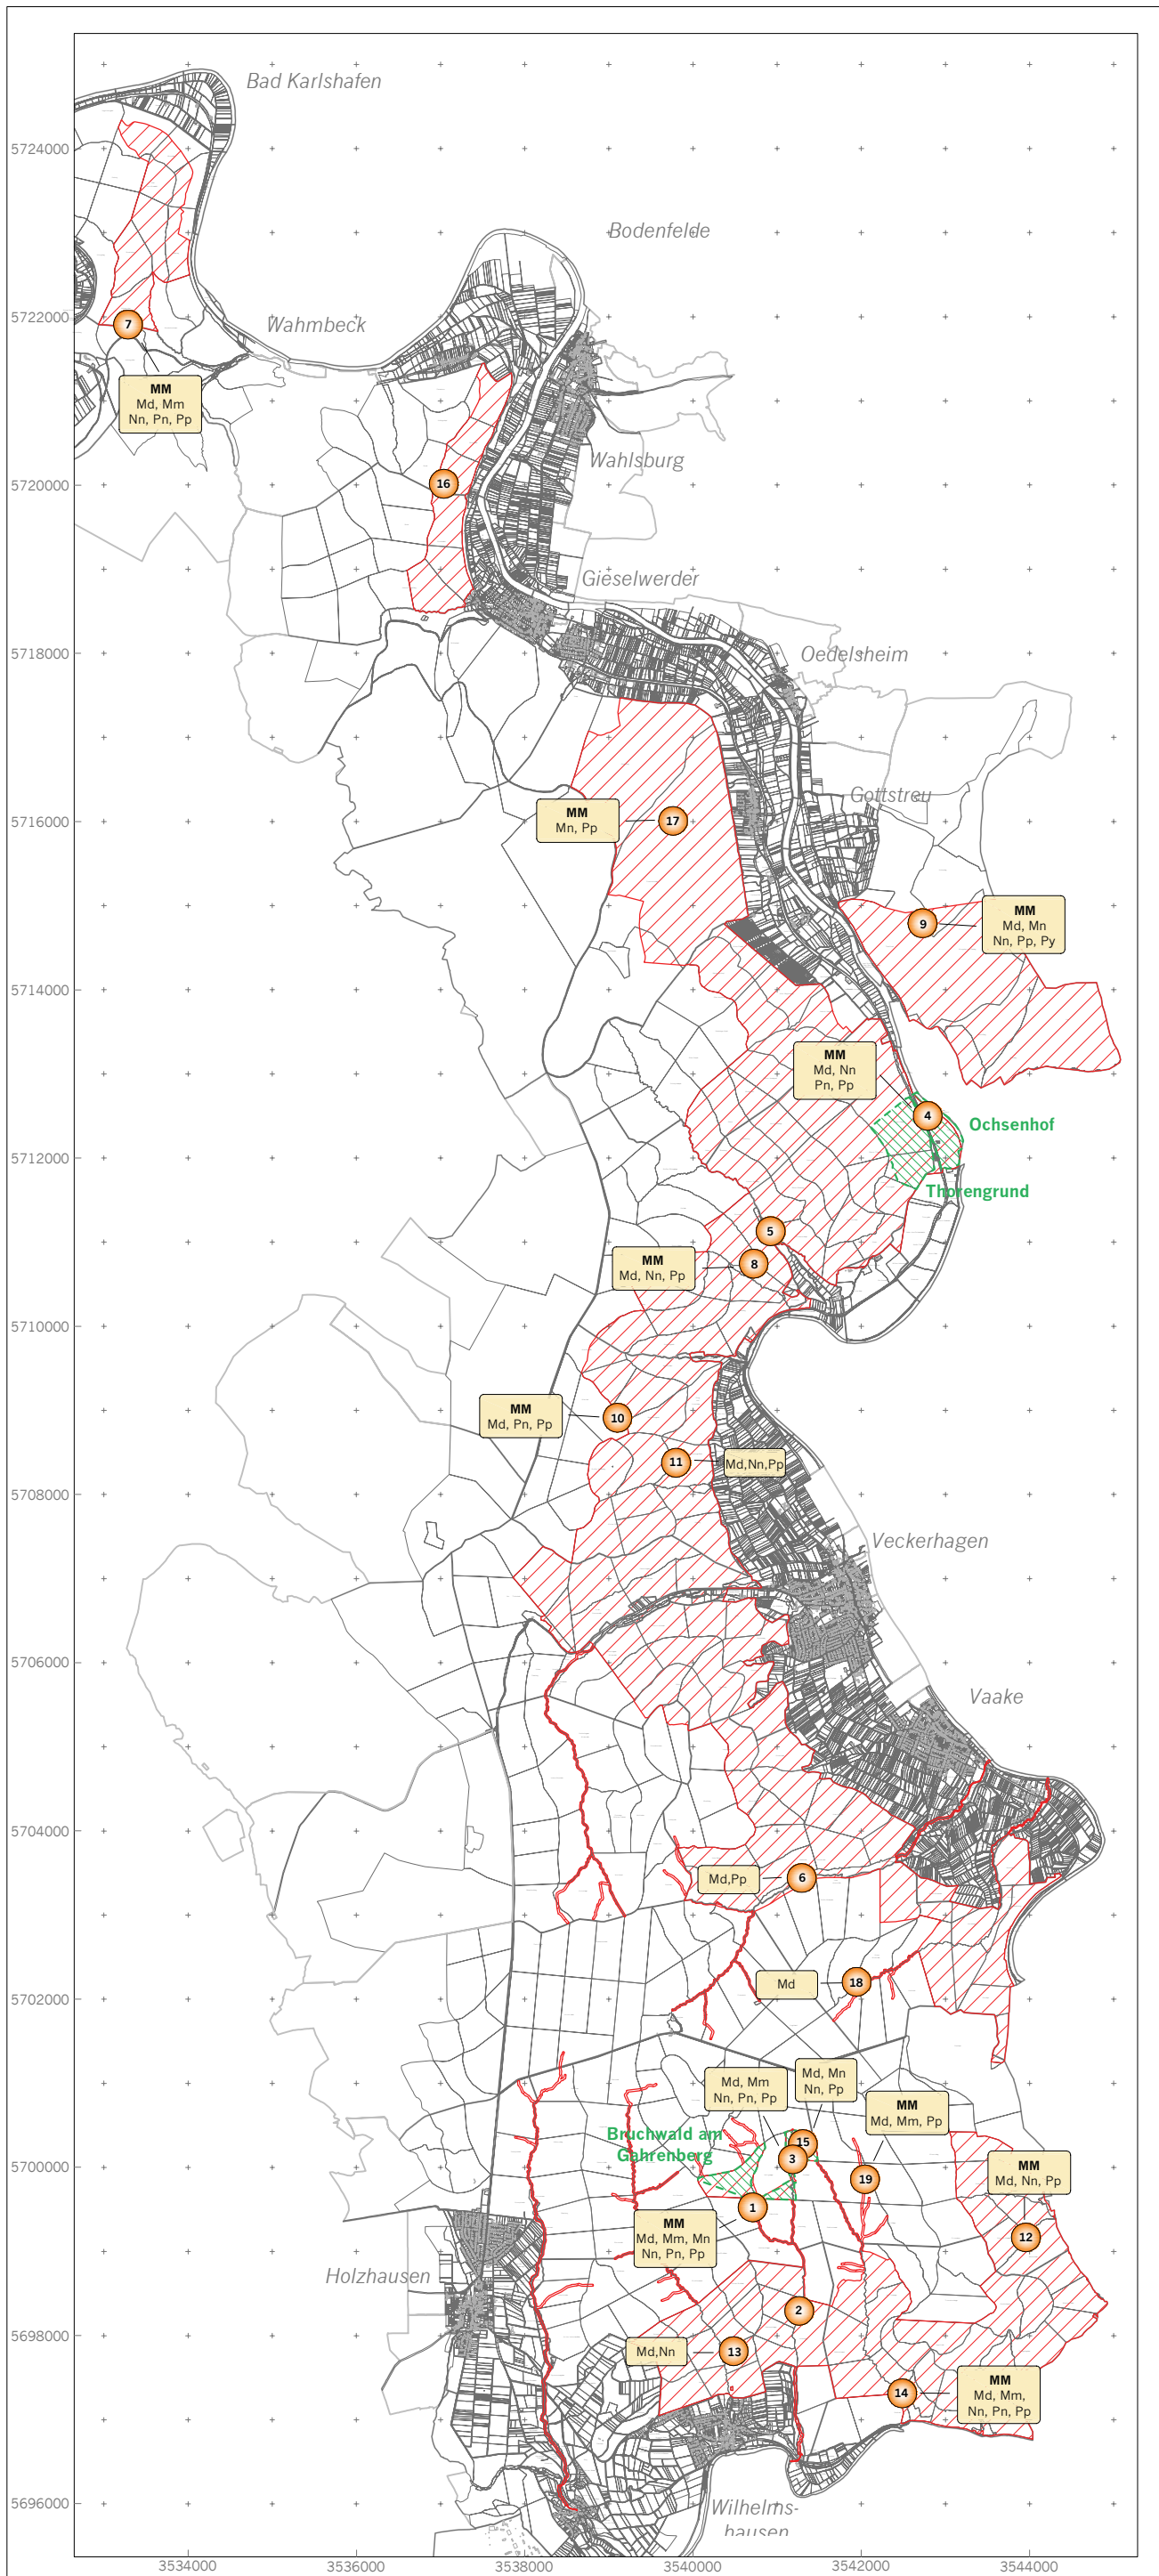 Bad Karlshafen
5724000
Bodenfelde
5722000
7
Wahmbeck
MM
Md, Mm
Nn, Pn, Pp
Wahlsburg
5720000
16
Gieselwerder
5718000
Oedelsheim
Gottstreu
5716000
MM
Mn, Pp
17
9
MM
Md, Mn
Nn, Pp, Py
5714000
MM
Md, Nn
Pn, Pp
4
Ochsenhof
5712000
Thorengrund
5
8
MM
Md, Nn, Pp
5710000
MM
Md, Pn, Pp
10
11
Md,Nn,Pp
5708000
Veckerhagen
5706000
Vaake
5704000
Md,Pp
6
5702000
Md
18
Md, Mm
Nn, Pn, Pp
Md, Mn
Nn, Pp
MM
Md, Mm, Pp
Bruchwald am
Gahrenberg
15
3
5700000
19
MM
Md, Nn, Pp
1
MM
Md, Mm, Mn
Nn, Pn, Pp
12
Holzhausen
2
5698000
Md,Nn
13
14
MM
Md, Mm,
Nn, Pn, Pp
5696000
Wilhelms-
hausen
3534000
3536000
3538000
3540000
3542000
3544000